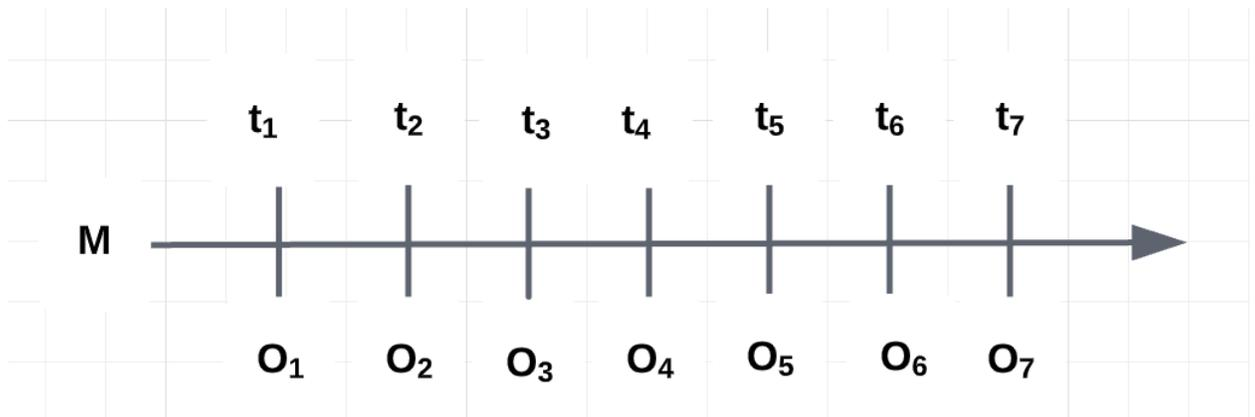 t₁ t₂ t₃ t₄ t₅ t₆ t₇
M
O₁ O₂ O₃ O₄ O₅ O₆ O₇